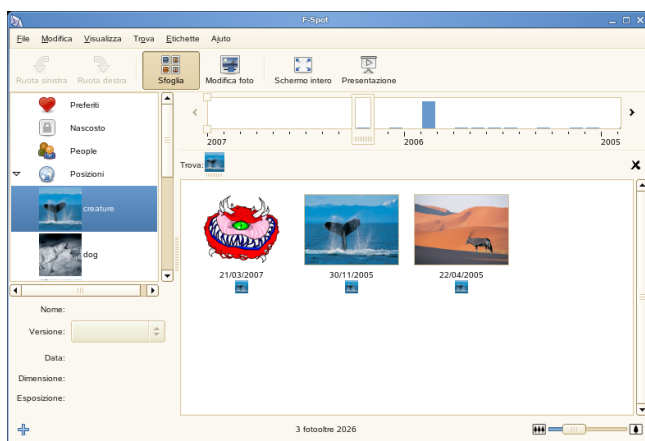 F-Spot
File Modifica Visualizza Trova Etichette Aiuto
Ruota sinistra Ruota destra Sfoglia Modifica foto Schermo intero Presentazione
Preferiti
Nascosto
People
Posizioni
creature
dog
2007 2006 2005
Trova:
21/03/2007 30/11/2005 22/04/2005
Nome:
Versione:
Data:
Dimensione:
Esposizione:
3 fotooltre 2026